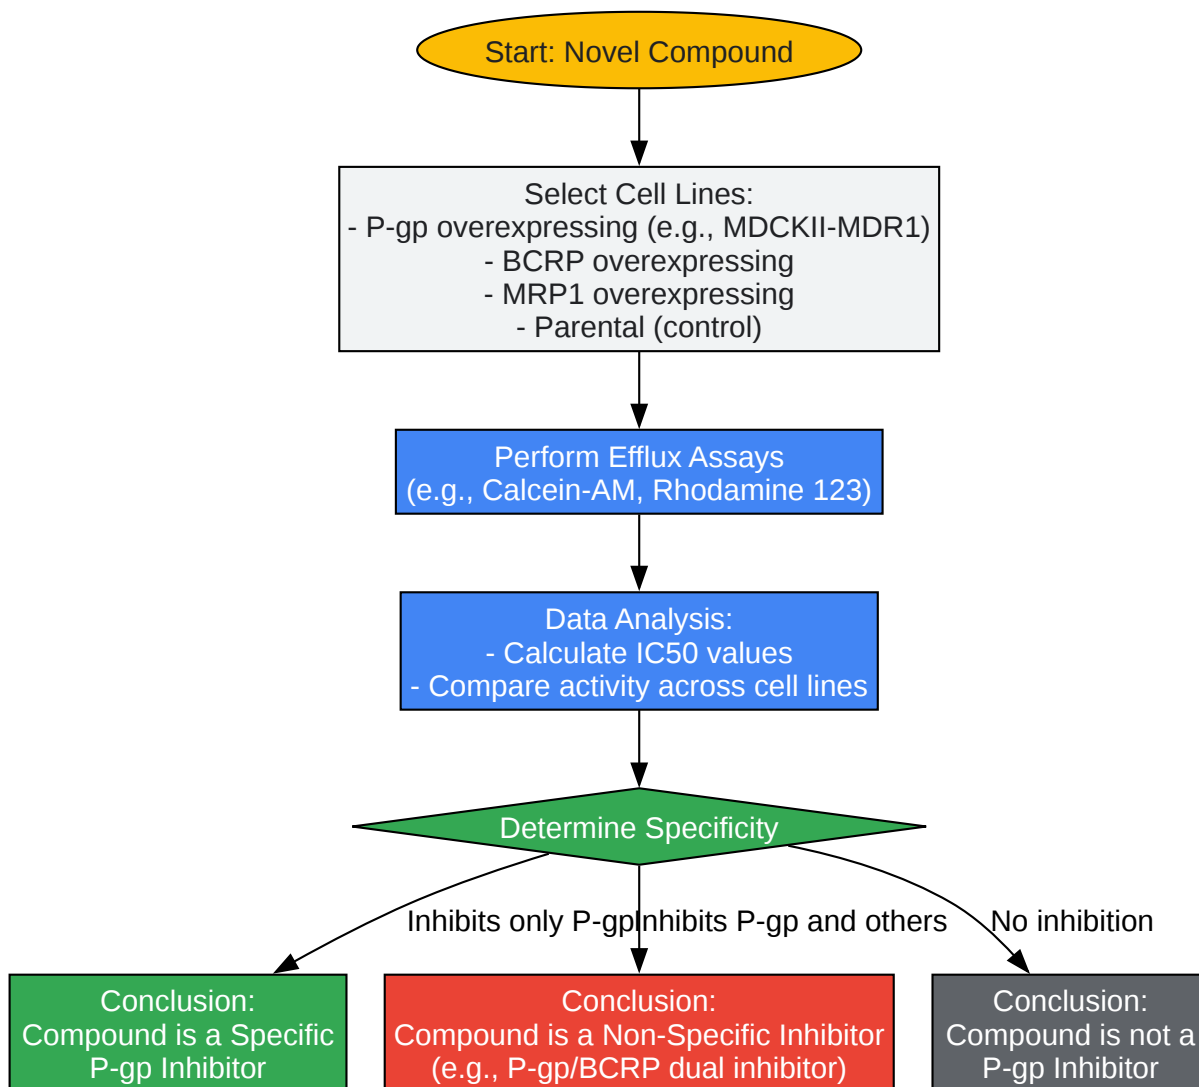 Start: Novel Compound
Select Cell Lines:
- P-gp overexpressing (e.g., MDCKII-MDR1)
- BCRP overexpressing
- MRP1 overexpressing
- Parental (control)
Perform Efflux Assays
(e.g., Calcein-AM, Rhodamine 123)
Data Analysis:
- Calculate IC50 values
- Compare activity across cell lines
Determine Specificity
Inhibits only P-gp
Inhibits P-gp and others
No inhibition
Conclusion:
Compound is a Specific
P-gp Inhibitor
Conclusion:
Compound is a Non-Specific Inhibitor
(e.g., P-gp/BCRP dual inhibitor)
Conclusion:
Compound is not a
P-gp Inhibitor